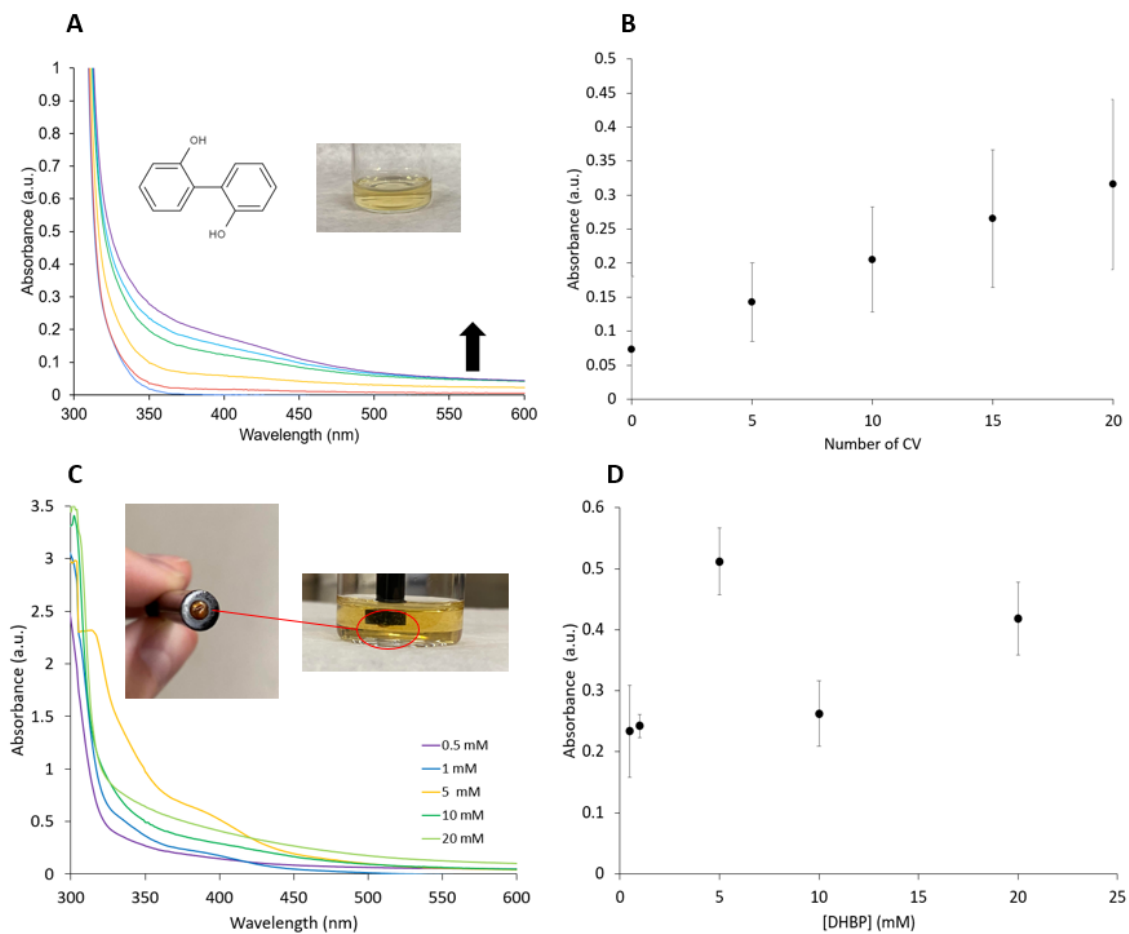 A
1
0.9
0.8
0.7
0.6
0.5
0.4
0.3
0.2
0.1
0
Absorbance (a.u.)
OH
HO
300 350 400 450 500 550 600
Wavelength (nm)
B
0.5
0.45
0.4
0.35
0.3
0.25
0.2
0.15
0.1
0.05
0
Absorbance (a.u.)
0 5 10 15 20
Number of CV
C
3.5
3
2.5
2
1.5
1
0.5
0
Absorbance (a.u.)
0.5 mM
1 mM
5 mM
10 mM
20 mM
300 350 400 450 500 550 600
Wavelength (nm)
D
0.6
0.5
0.4
0.3
0.2
0.1
0
Absorbance (a.u.)
0 5 10 15 20 25
[DHBP] (mM)